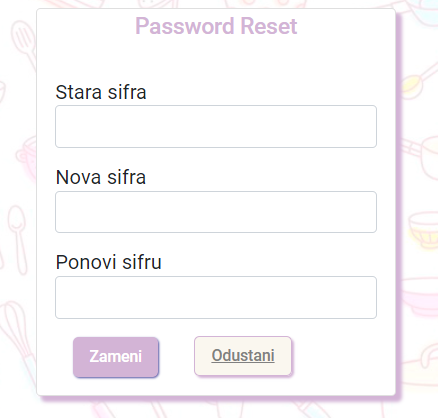 Password Reset
Stara sifra
Nova sifra
Ponovi sifru
Zameni Odustani